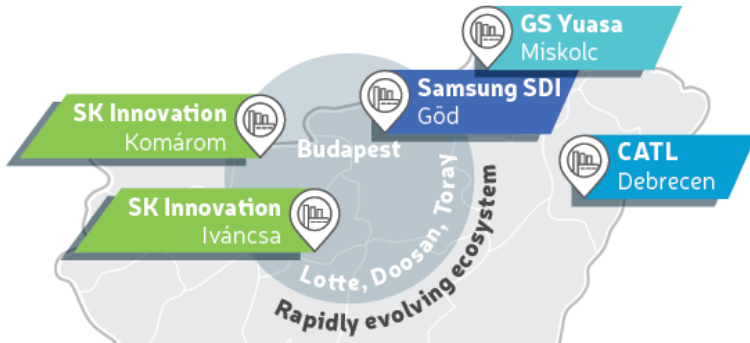 GS Yuasa
Miskolc
Samsung SDI
Göd
SK Innovation
Komárom
Budapest
CATL
Debrecen
SK Innovation
Iváncsa
Lotte, Doosan, Toray
Rapidly evolving ecosystem